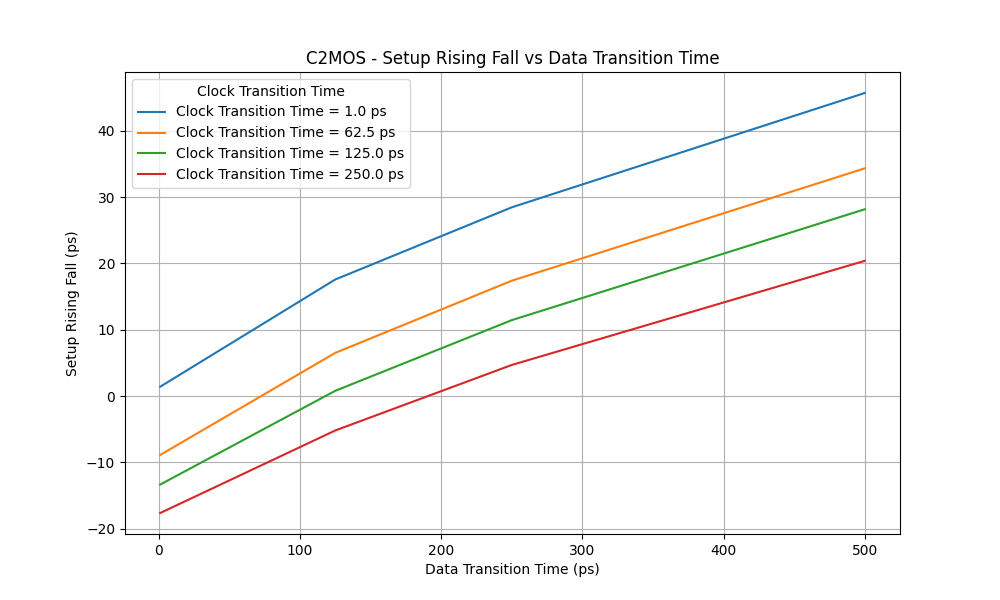 C2MOS - Setup Rising Fall vs Data Transition Time
Clock Transition Time
Clock Transition Time = 1.0 ps
Clock Transition Time = 62.5 ps
Clock Transition Time = 125.0 ps
Clock Transition Time = 250.0 ps
Setup Rising Fall (ps)
40
30
20
10
0
−10
−20
0 100 200 300 400 500
Data Transition Time (ps)